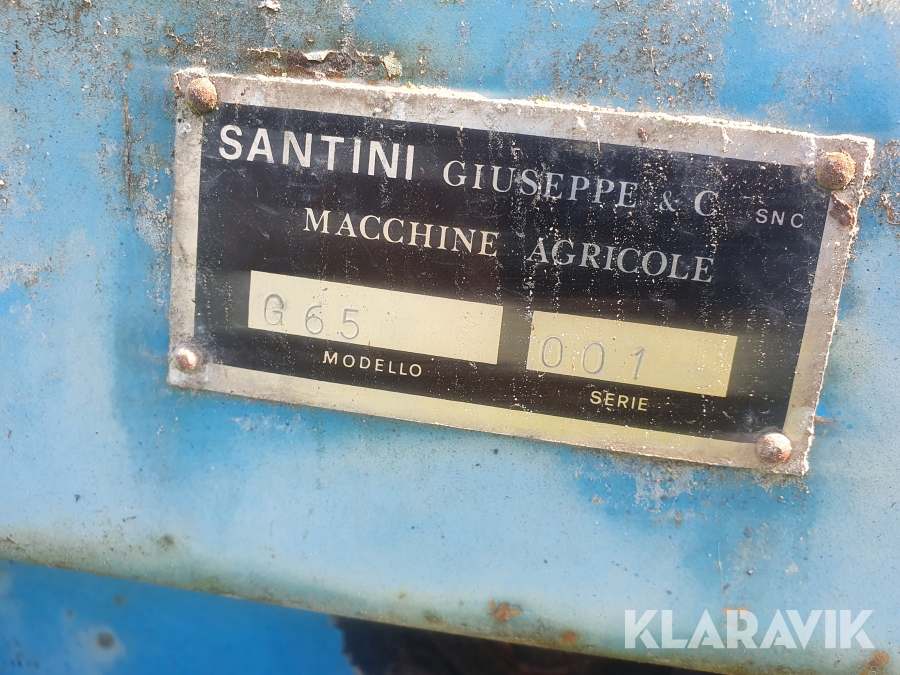 SANTINI GIUSEPPE & C SNC
MACCHINE AGRICOLE
G65 001
MODELLO SERIE
KLARAVIK